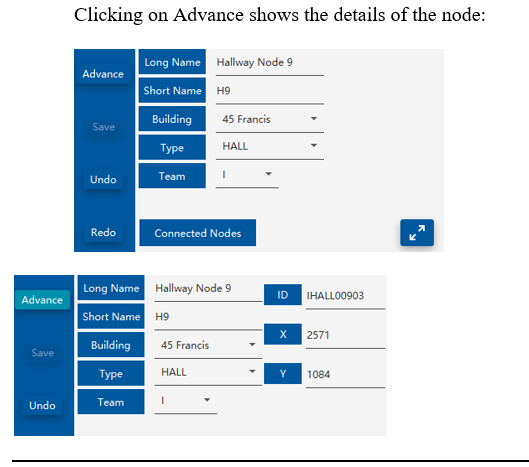 Clicking on Advance shows the details of the node:
Advance
Long Name Hallway Node 9
Short Name H9
Save
Building 45 Francis
Type HALL
Undo
Team I
Redo
Connected Nodes
Advance
Long Name Hallway Node 9 ID IHALL00903
Short Name H9
X 2571
Save
Building 45 Francis
Type HALL Y 1084
Undo
Team I